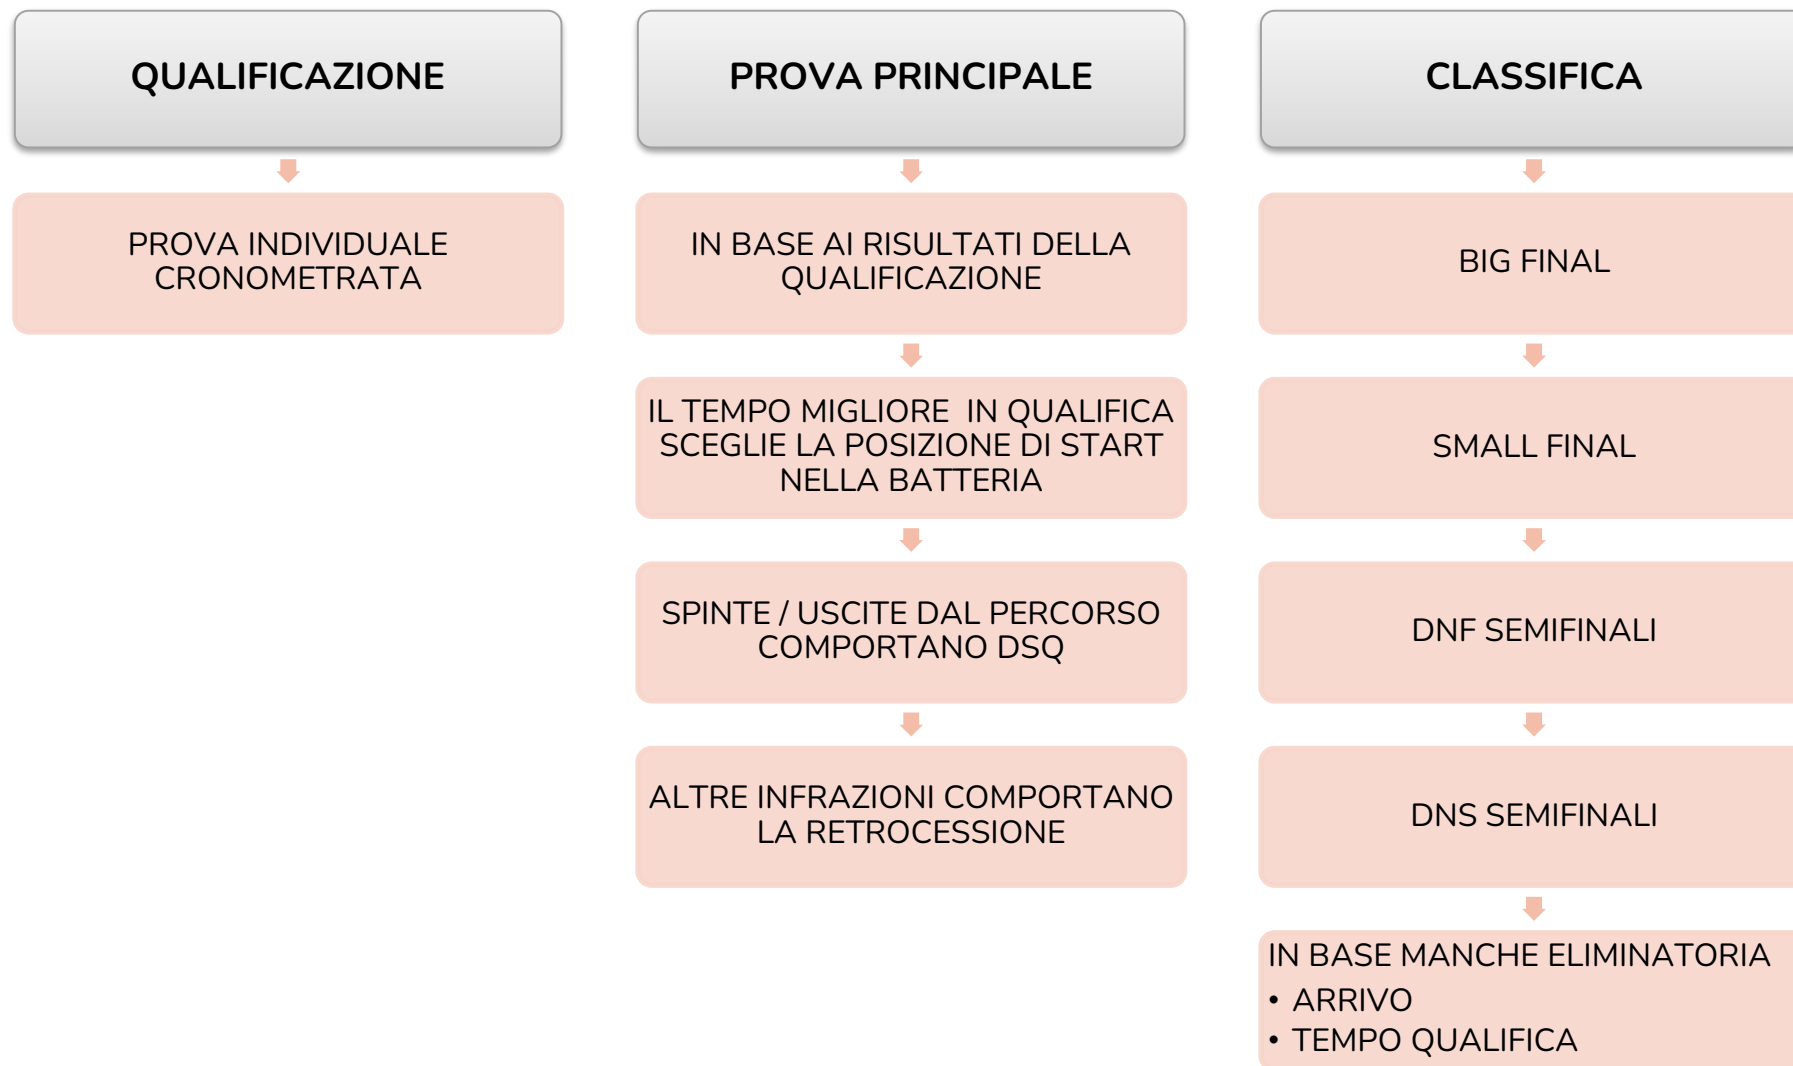 QUALIFICAZIONE
PROVA INDIVIDUALE
CRONOMETRATA
PROVA PRINCIPALE
IN BASE AI RISULTATI DELLA
QUALIFICAZIONE
IL TEMPO MIGLIORE  IN QUALIFICA
SCEGLIE LA POSIZIONE DI START
NELLA BATTERIA
SPINTE / USCITE DAL PERCORSO
COMPORTANO DSQ
ALTRE INFRAZIONI COMPORTANO
LA RETROCESSIONE
CLASSIFICA
BIG FINAL
SMALL FINAL
DNF SEMIFINALI
DNS SEMIFINALI
IN BASE MANCHE ELIMINATORIA
• ARRIVO
• TEMPO QUALIFICA